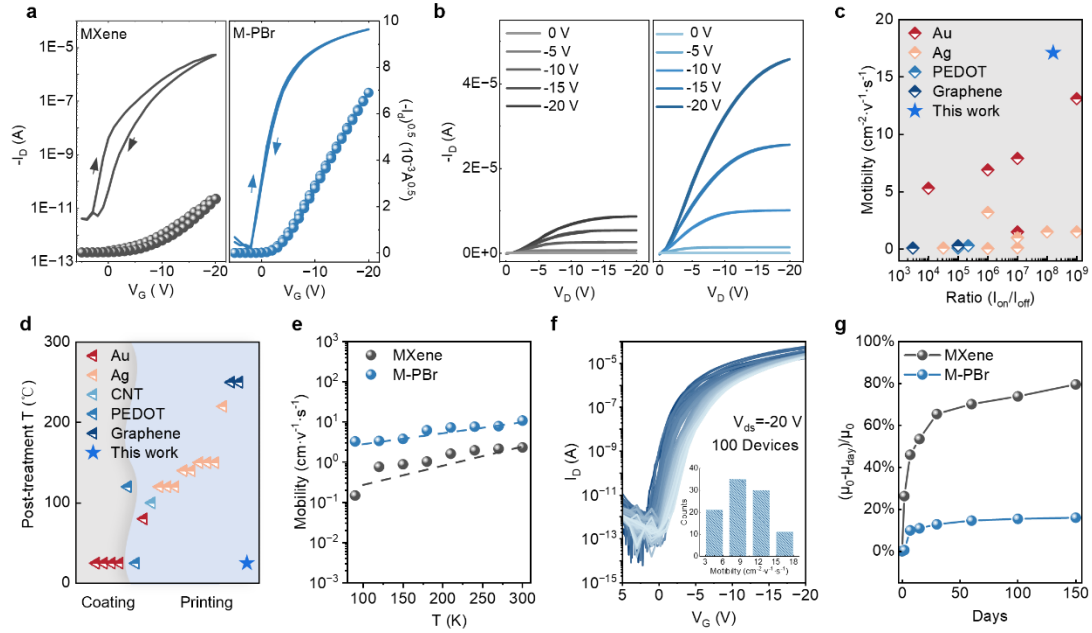 a
MXene
M-PBr
1E-5
1E-7
1E-9
1E-11
1E-13
-I_D (A)
0 -10 -20
V_G ( V)
0 -10 -20
V_G (V)
10
8
6
4
2
0
(-I_d)^0.5 (10^-3A^0.5)
b
0 V
-5 V
-10 V
-15 V
-20 V
0 V
-5 V
-10 V
-15 V
-20 V
4E-5
2E-5
0E+0
-I_D (A)
0 -5 -10 -15 -20
V_D (V)
0 -5 -10 -15 -20
V_D (V)
c
Au
Ag
PEDOT
Graphene
This work
20
15
10
5
0
Motibilty (cm^-2·v^-1·s^-1)
10^3 10^4 10^5 10^6 10^7 10^8 10^9
Ratio (I_on/I_off)
d
Au
Ag
CNT
PEDOT
Graphene
This work
300
200
100
0
Post-treatment T (℃)
Coating Printing
e
MXene
M-PBr
10^3
10^2
10^1
10^0
10^-1
10^-2
10^-3
Mobility (cm·v^-1·s^-1)
100 150 200 250 300
T (K)
f
10^-5
10^-7
10^-9
10^-11
10^-13
10^-15
I_D (A)
V_ds=-20 V
100 Devices
40
30
20
10
0
Counts
3 6 9 12 15 18
Motibility (cm^-2·v^-1·s^-1)
5 0 -5 -10 -15 -20
V_G (V)
g
MXene
M-PBr
80%
60%
40%
20%
0%
(μ_0-μ_day)/μ_0
0 50 100 150
Days